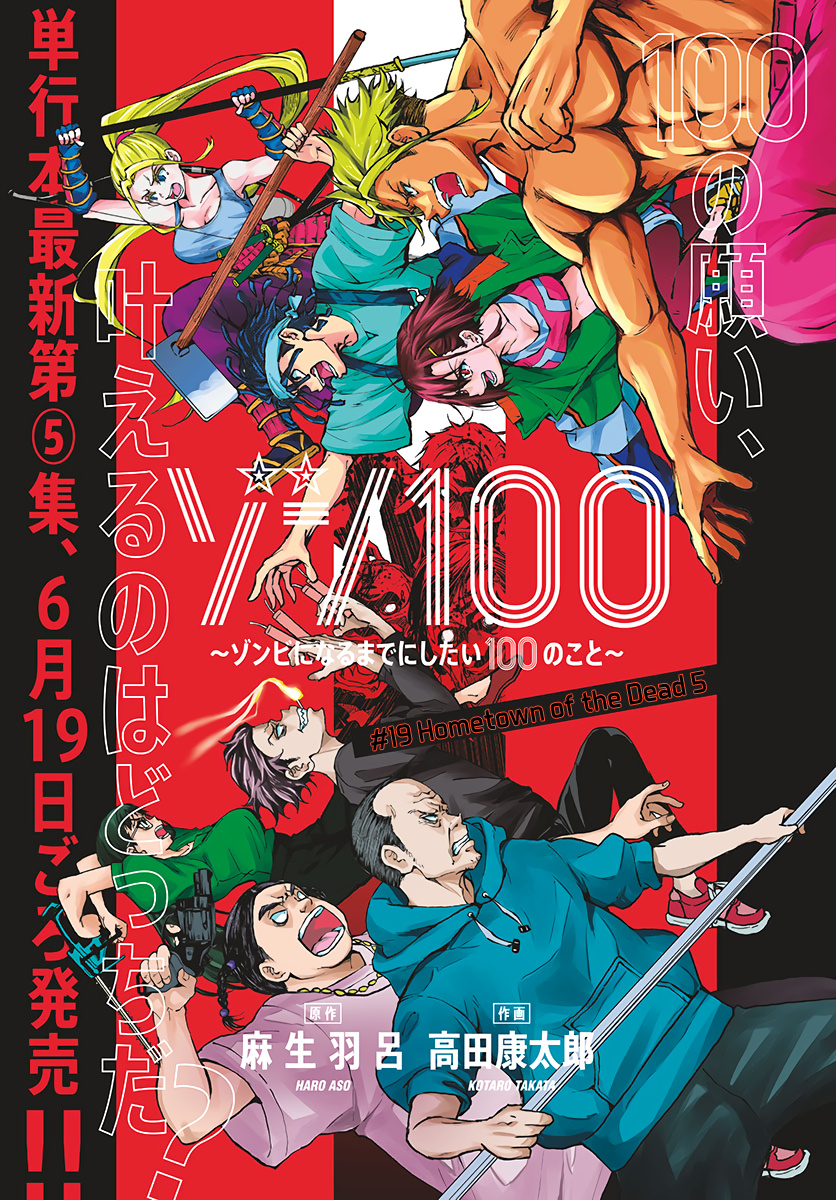 100の願い、
叶えるのはどっちだ?
単行本最新第⑤集、6月19日ごろ発売!!
ゾン100
～ゾンビになるまでにしたい100のこと～
#19 Hometown of the Dead 5
原作
麻生羽呂
HARO ASO
作画
高田康太郎
KOTARO TAKATA